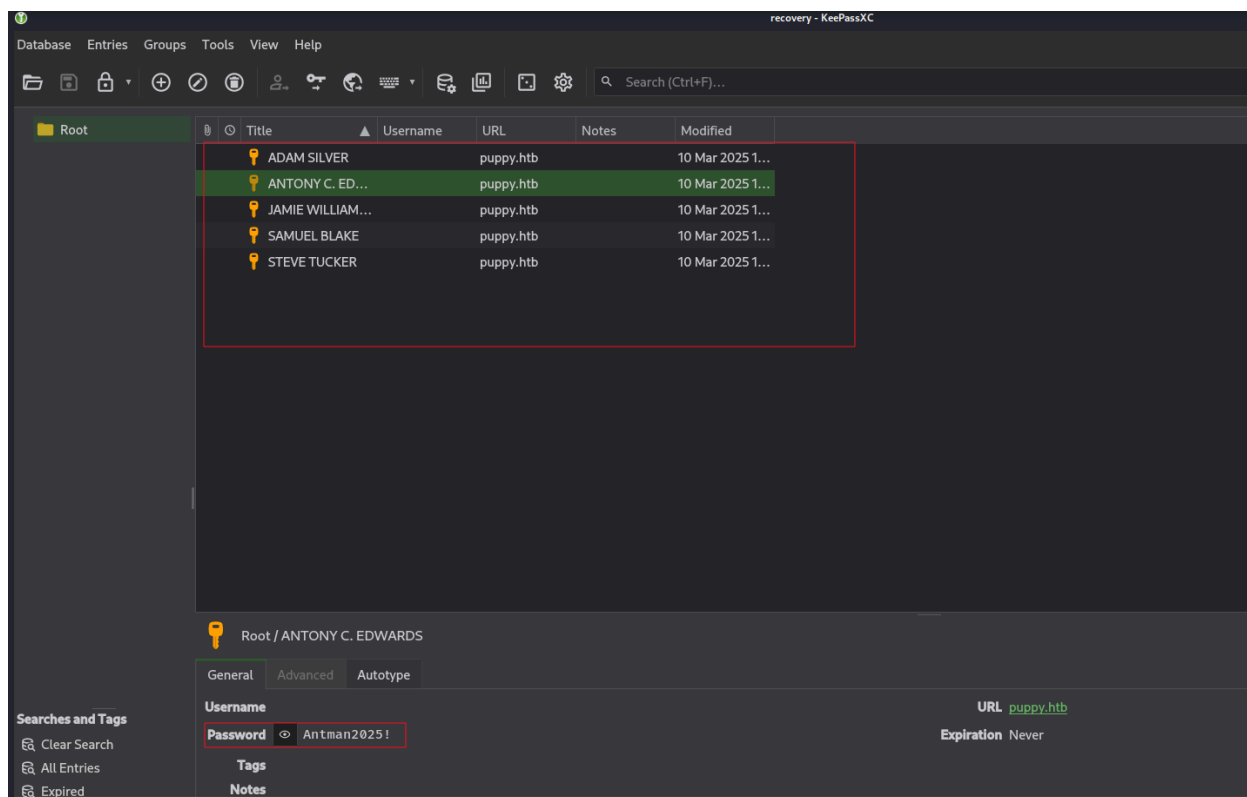 recovery - KeePassXC
Database Entries Groups Tools View Help
Search (Ctrl+F)...
Root
Title Username URL Notes Modified
ADAM SILVER puppy.htb 10 Mar 2025 1...
ANTONY C. ED... puppy.htb 10 Mar 2025 1...
JAMIE WILLIAM... puppy.htb 10 Mar 2025 1...
SAMUEL BLAKE puppy.htb 10 Mar 2025 1...
STEVE TUCKER puppy.htb 10 Mar 2025 1...
Root / ANTONY C. EDWARDS
General Advanced Autotype
Username URL puppy.htb
Password Antman2025! Expiration Never
Tags
Notes
Searches and Tags
Clear Search
All Entries
Expired